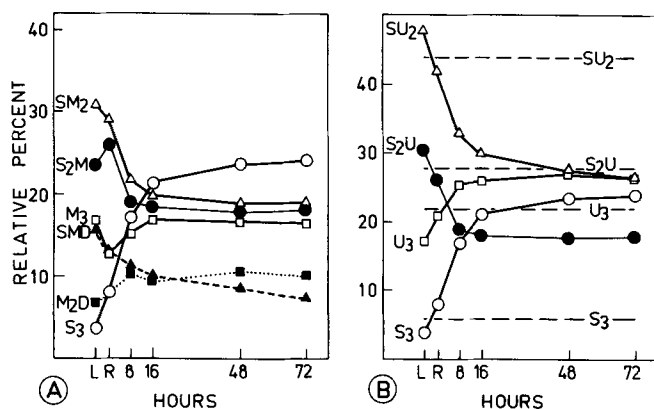 RELATIVE PERCENT
40
30
20
10
SM2
S2M
M3
SMD
M2D
S3
L R 8 16 48 72
A
HOURS
SU2
40
S2U
30
20
U3
10
S3
SU2
S2U
U3
S3
L R 8 16 48 72
B
HOURS